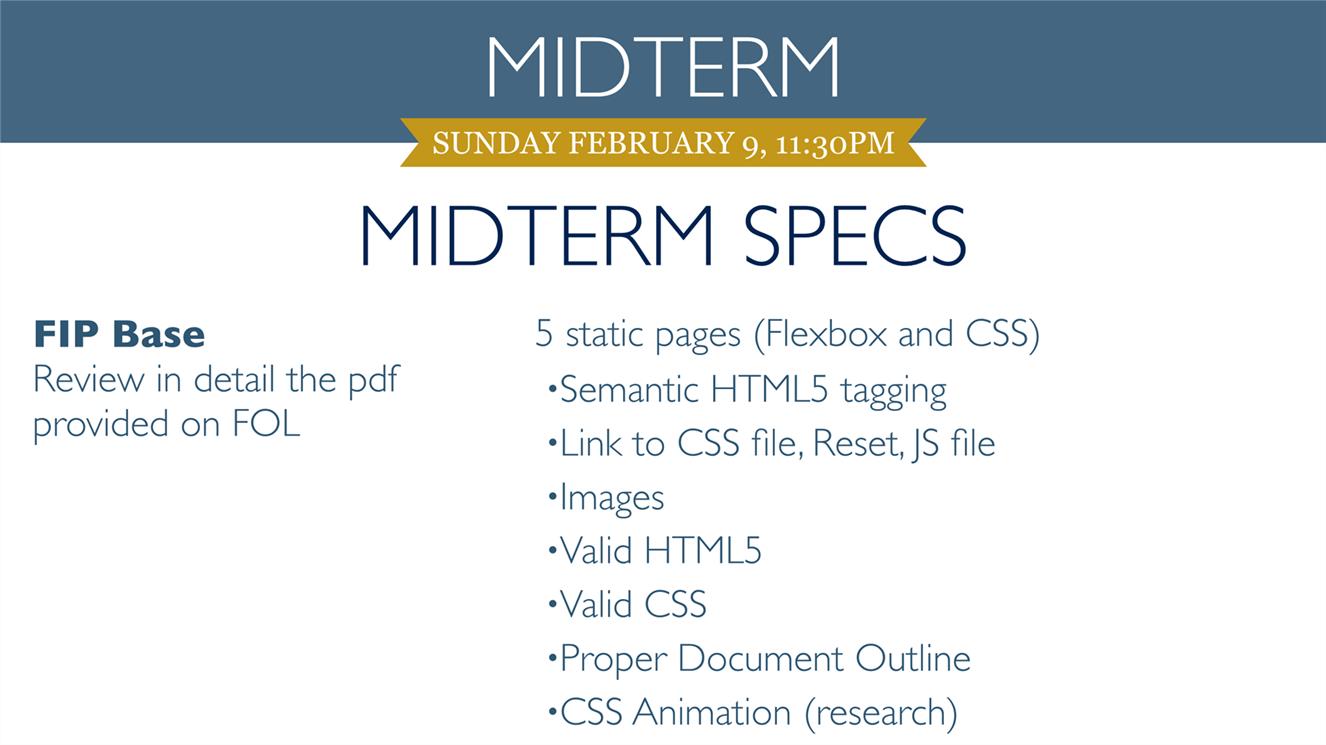 MIDTERM
SUNDAY FEBRUARY 9, 11:30PM
MIDTERM SPECS
FIP Base
Review in detail the pdf
provided on FOL
5 static pages (Flexbox and CSS)
•Semantic HTML5 tagging
•Link to CSS file, Reset, JS file
•Images
•Valid HTML5
•Valid CSS
•Proper Document Outline
•CSS Animation (research)